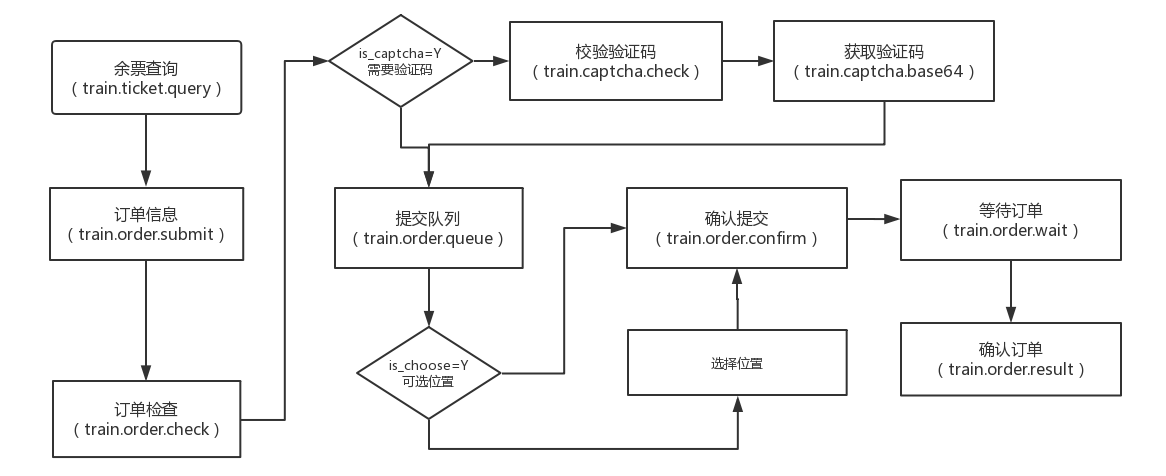 余票查询
（train.ticket.query）
订单信息
（train.order.submit）
订单检查
（train.order.check）
is_captcha=Y
需要验证码
校验验证码
（train.captcha.check）
获取验证码
（train.captcha.base64）
提交队列
（train.order.queue）
is_choose=Y
可选位置
选择位置
确认提交
（train.order.confirm）
等待订单
（train.order.wait）
确认订单
（train.order.result）